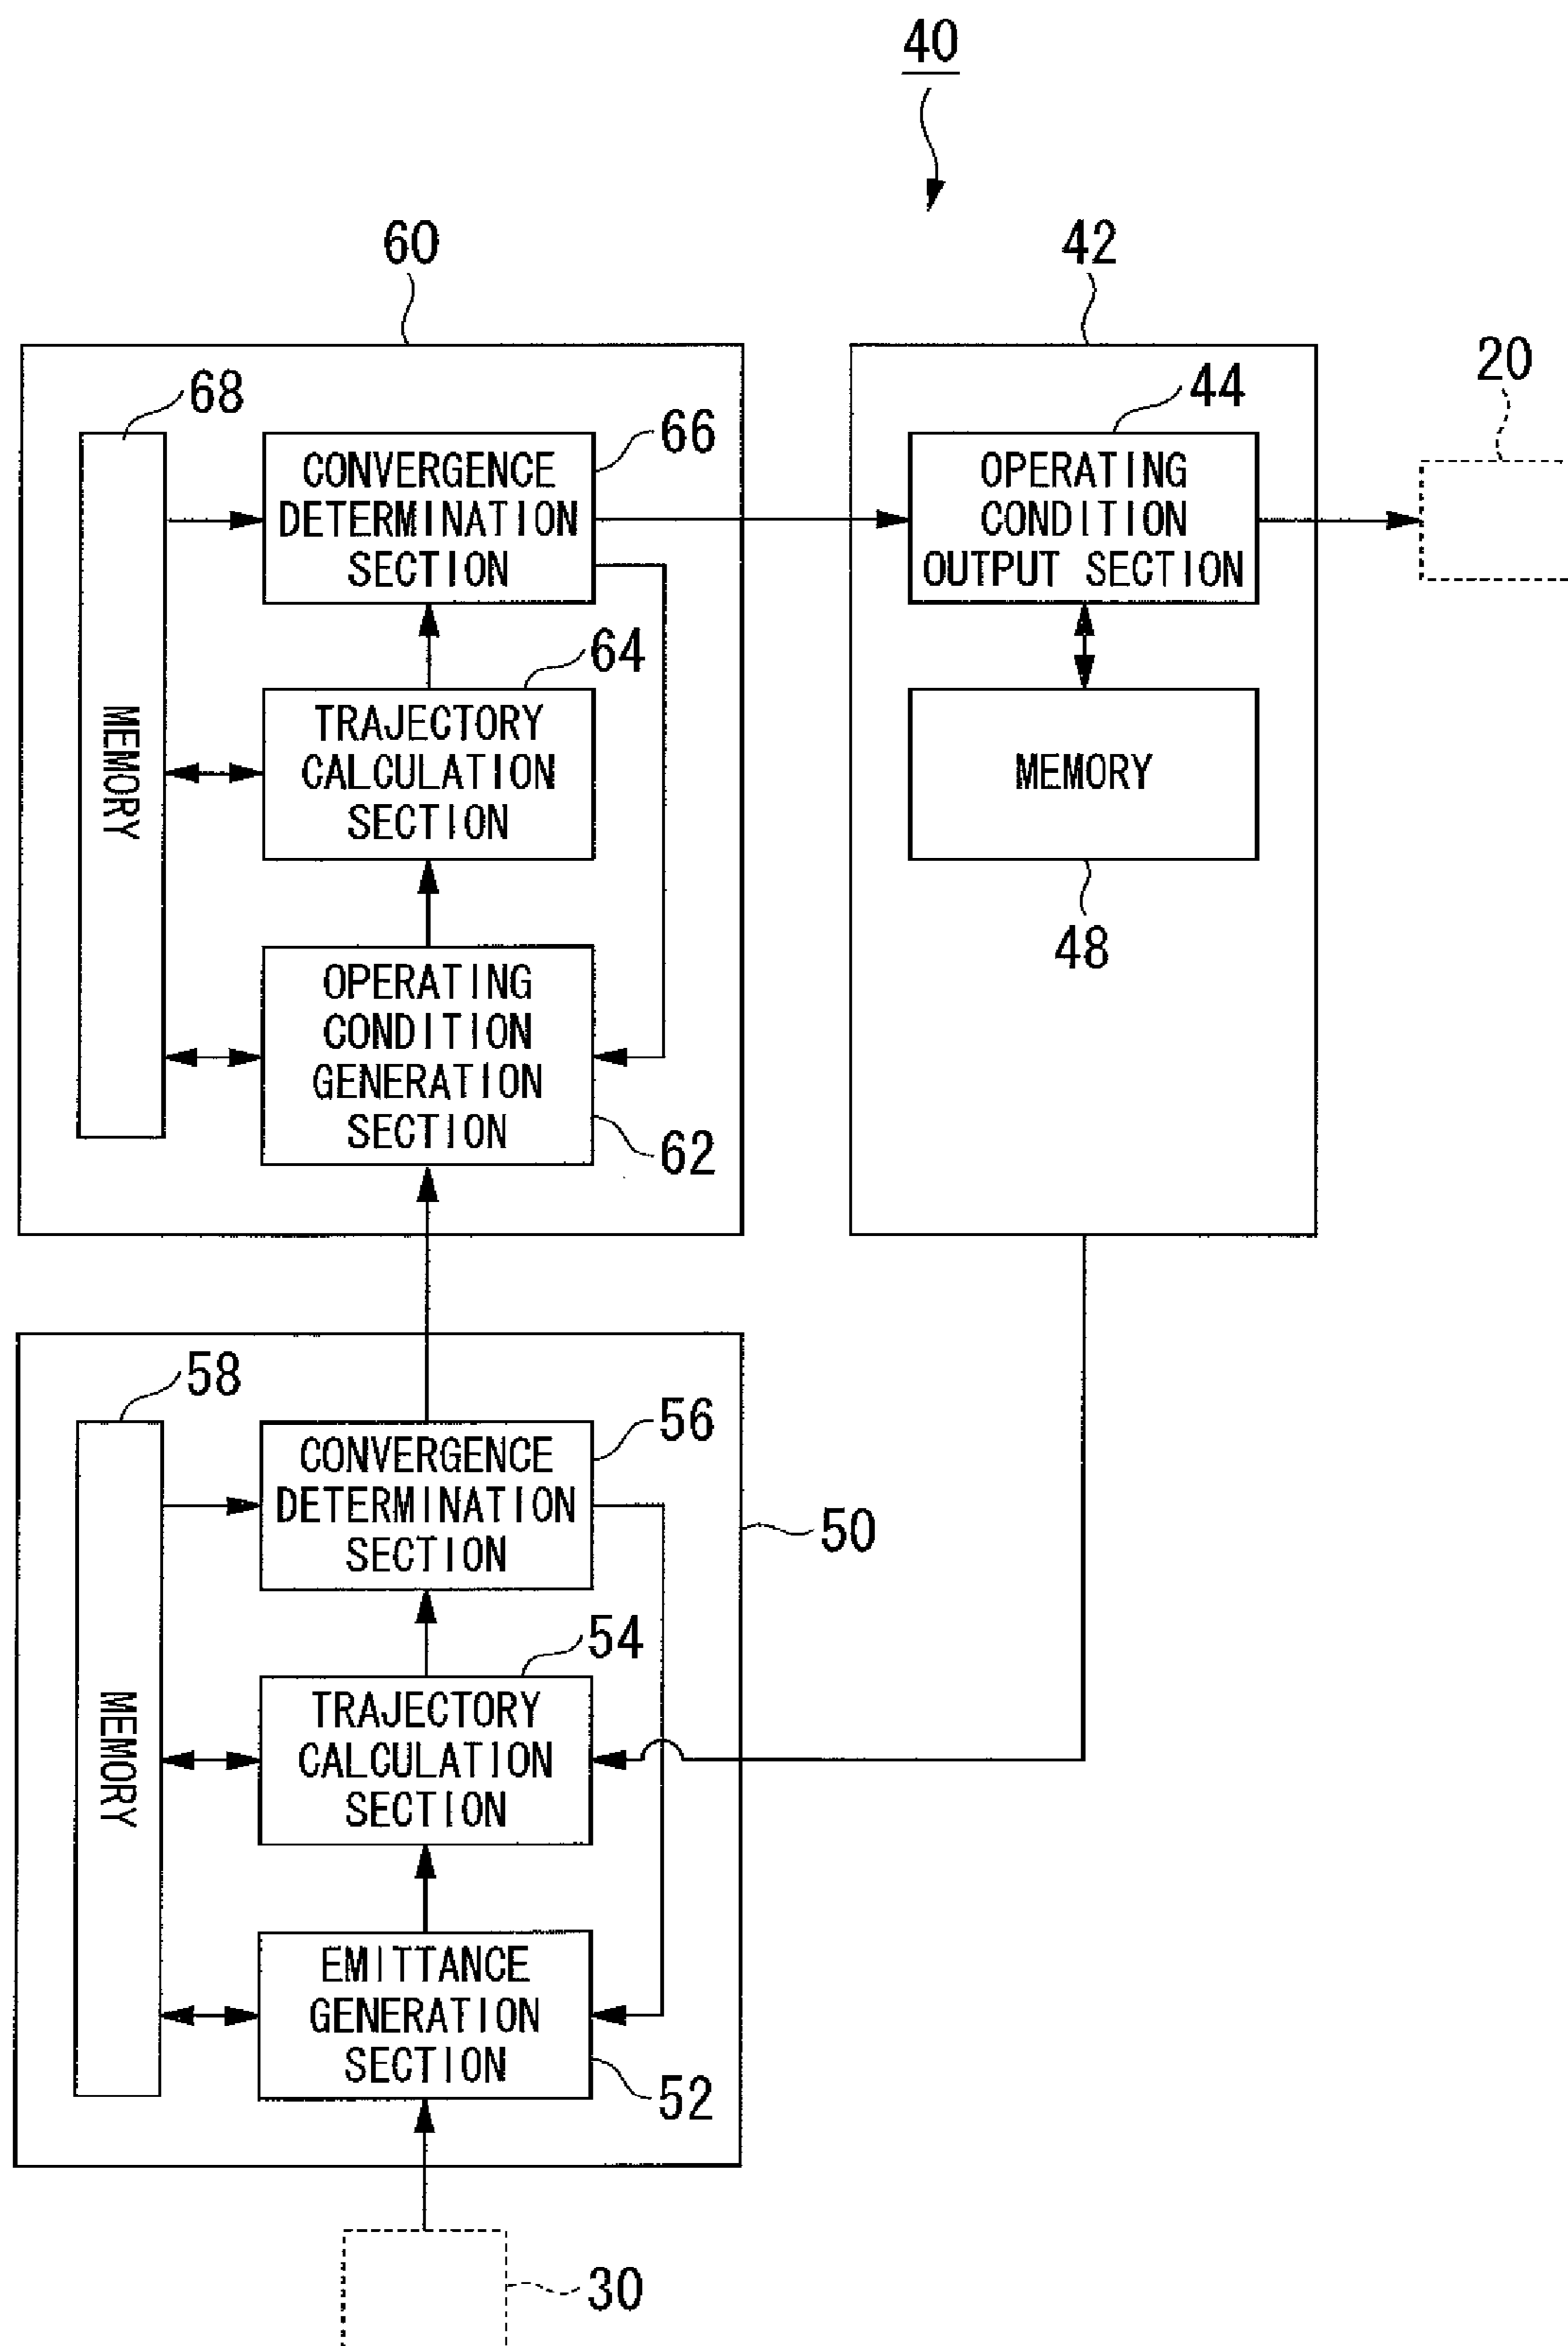 40
60
42
20
68
44
66
CONVERGENCE
DETERMINATION
SECTION
OPERATING
CONDITION
OUTPUT SECTION
64
TRAJECTORY
CALCULATION
SECTION
MEMORY
MEMORY
48
OPERATING
CONDITION
GENERATION
SECTION
62
58
56
CONVERGENCE
DETERMINATION
SECTION
50
54
TRAJECTORY
CALCULATION
SECTION
MEMORY
EMITTANCE
GENERATION
SECTION
52
30